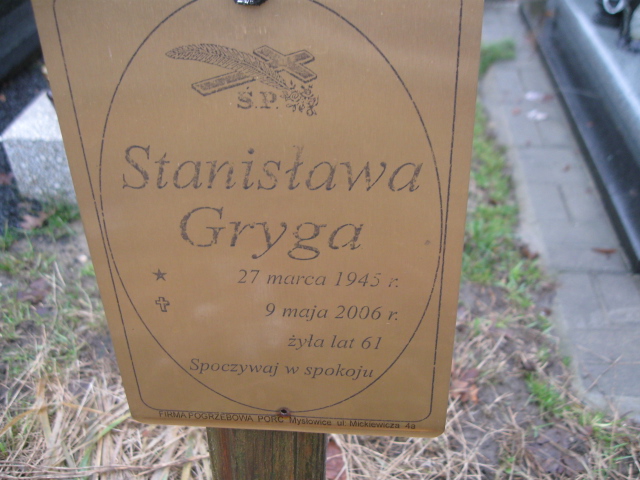 Ś.P.
Stanisława
Gryga
27 marca 1945 r.
9 maja 2006 r.
żyła lat 61
Spoczywaj w spokoju
FIRMA POGRZEBOWA PORC Mysłowice ul. Mickiewicza 4a